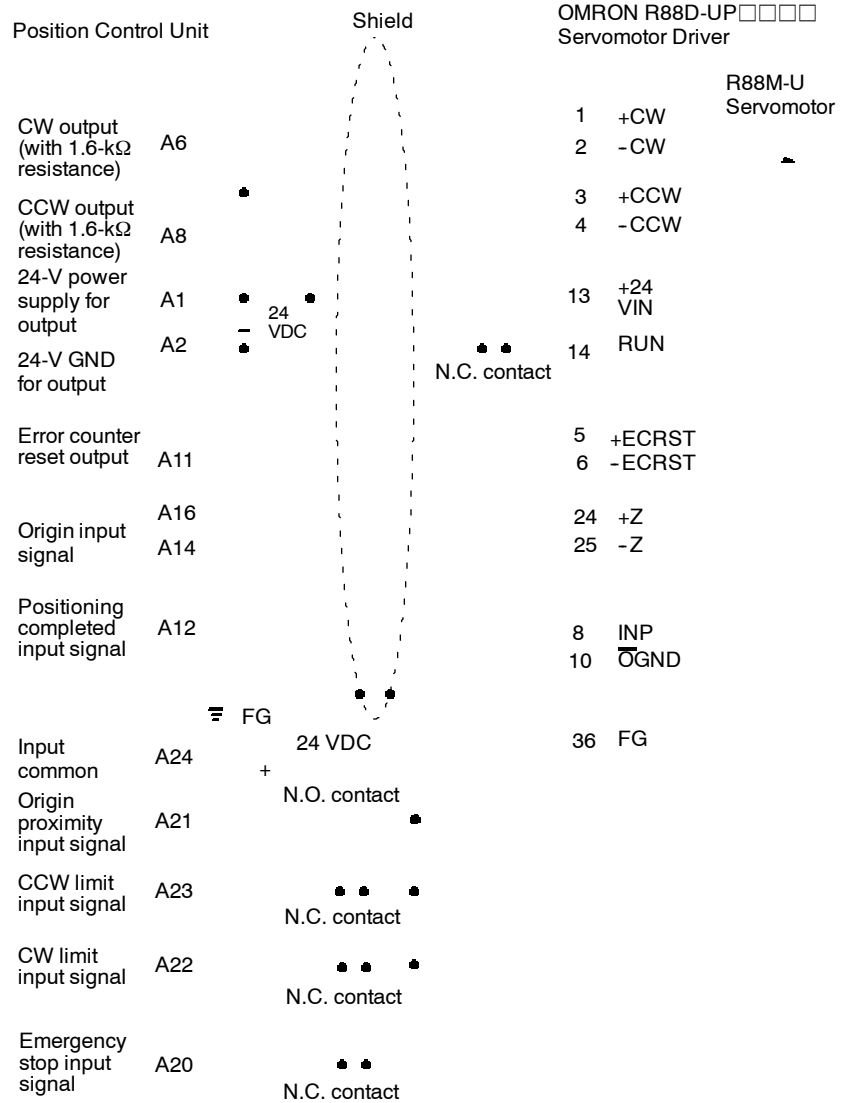 Position Control Unit
Shield
OMRON R88D-UP□□□□
Servomotor Driver
R88M-U
Servomotor
CW output
(with 1.6-kΩ
resistance)
A6
1 +CW
2 -CW
CCW output
(with 1.6-kΩ
resistance)
A8
3 +CCW
4 -CCW
24-V power
supply for
output
A1
24
VDC
13 +24
VIN
A2
24-V GND
for output
N.C. contact
14 RUN
Error counter
reset output
A11
5 +ECRST
6 -ECRST
Origin input
signal
A16
A14
24 +Z
25 -Z
Positioning
completed
input signal
A12
8 INP
10 OGND
FG
24 VDC
36 FG
Input
common
A24
+
N.O. contact
Origin
proximity
input signal
A21
CCW limit
input signal
A23
N.C. contact
CW limit
input signal
A22
N.C. contact
Emergency
stop input
signal
A20
N.C. contact